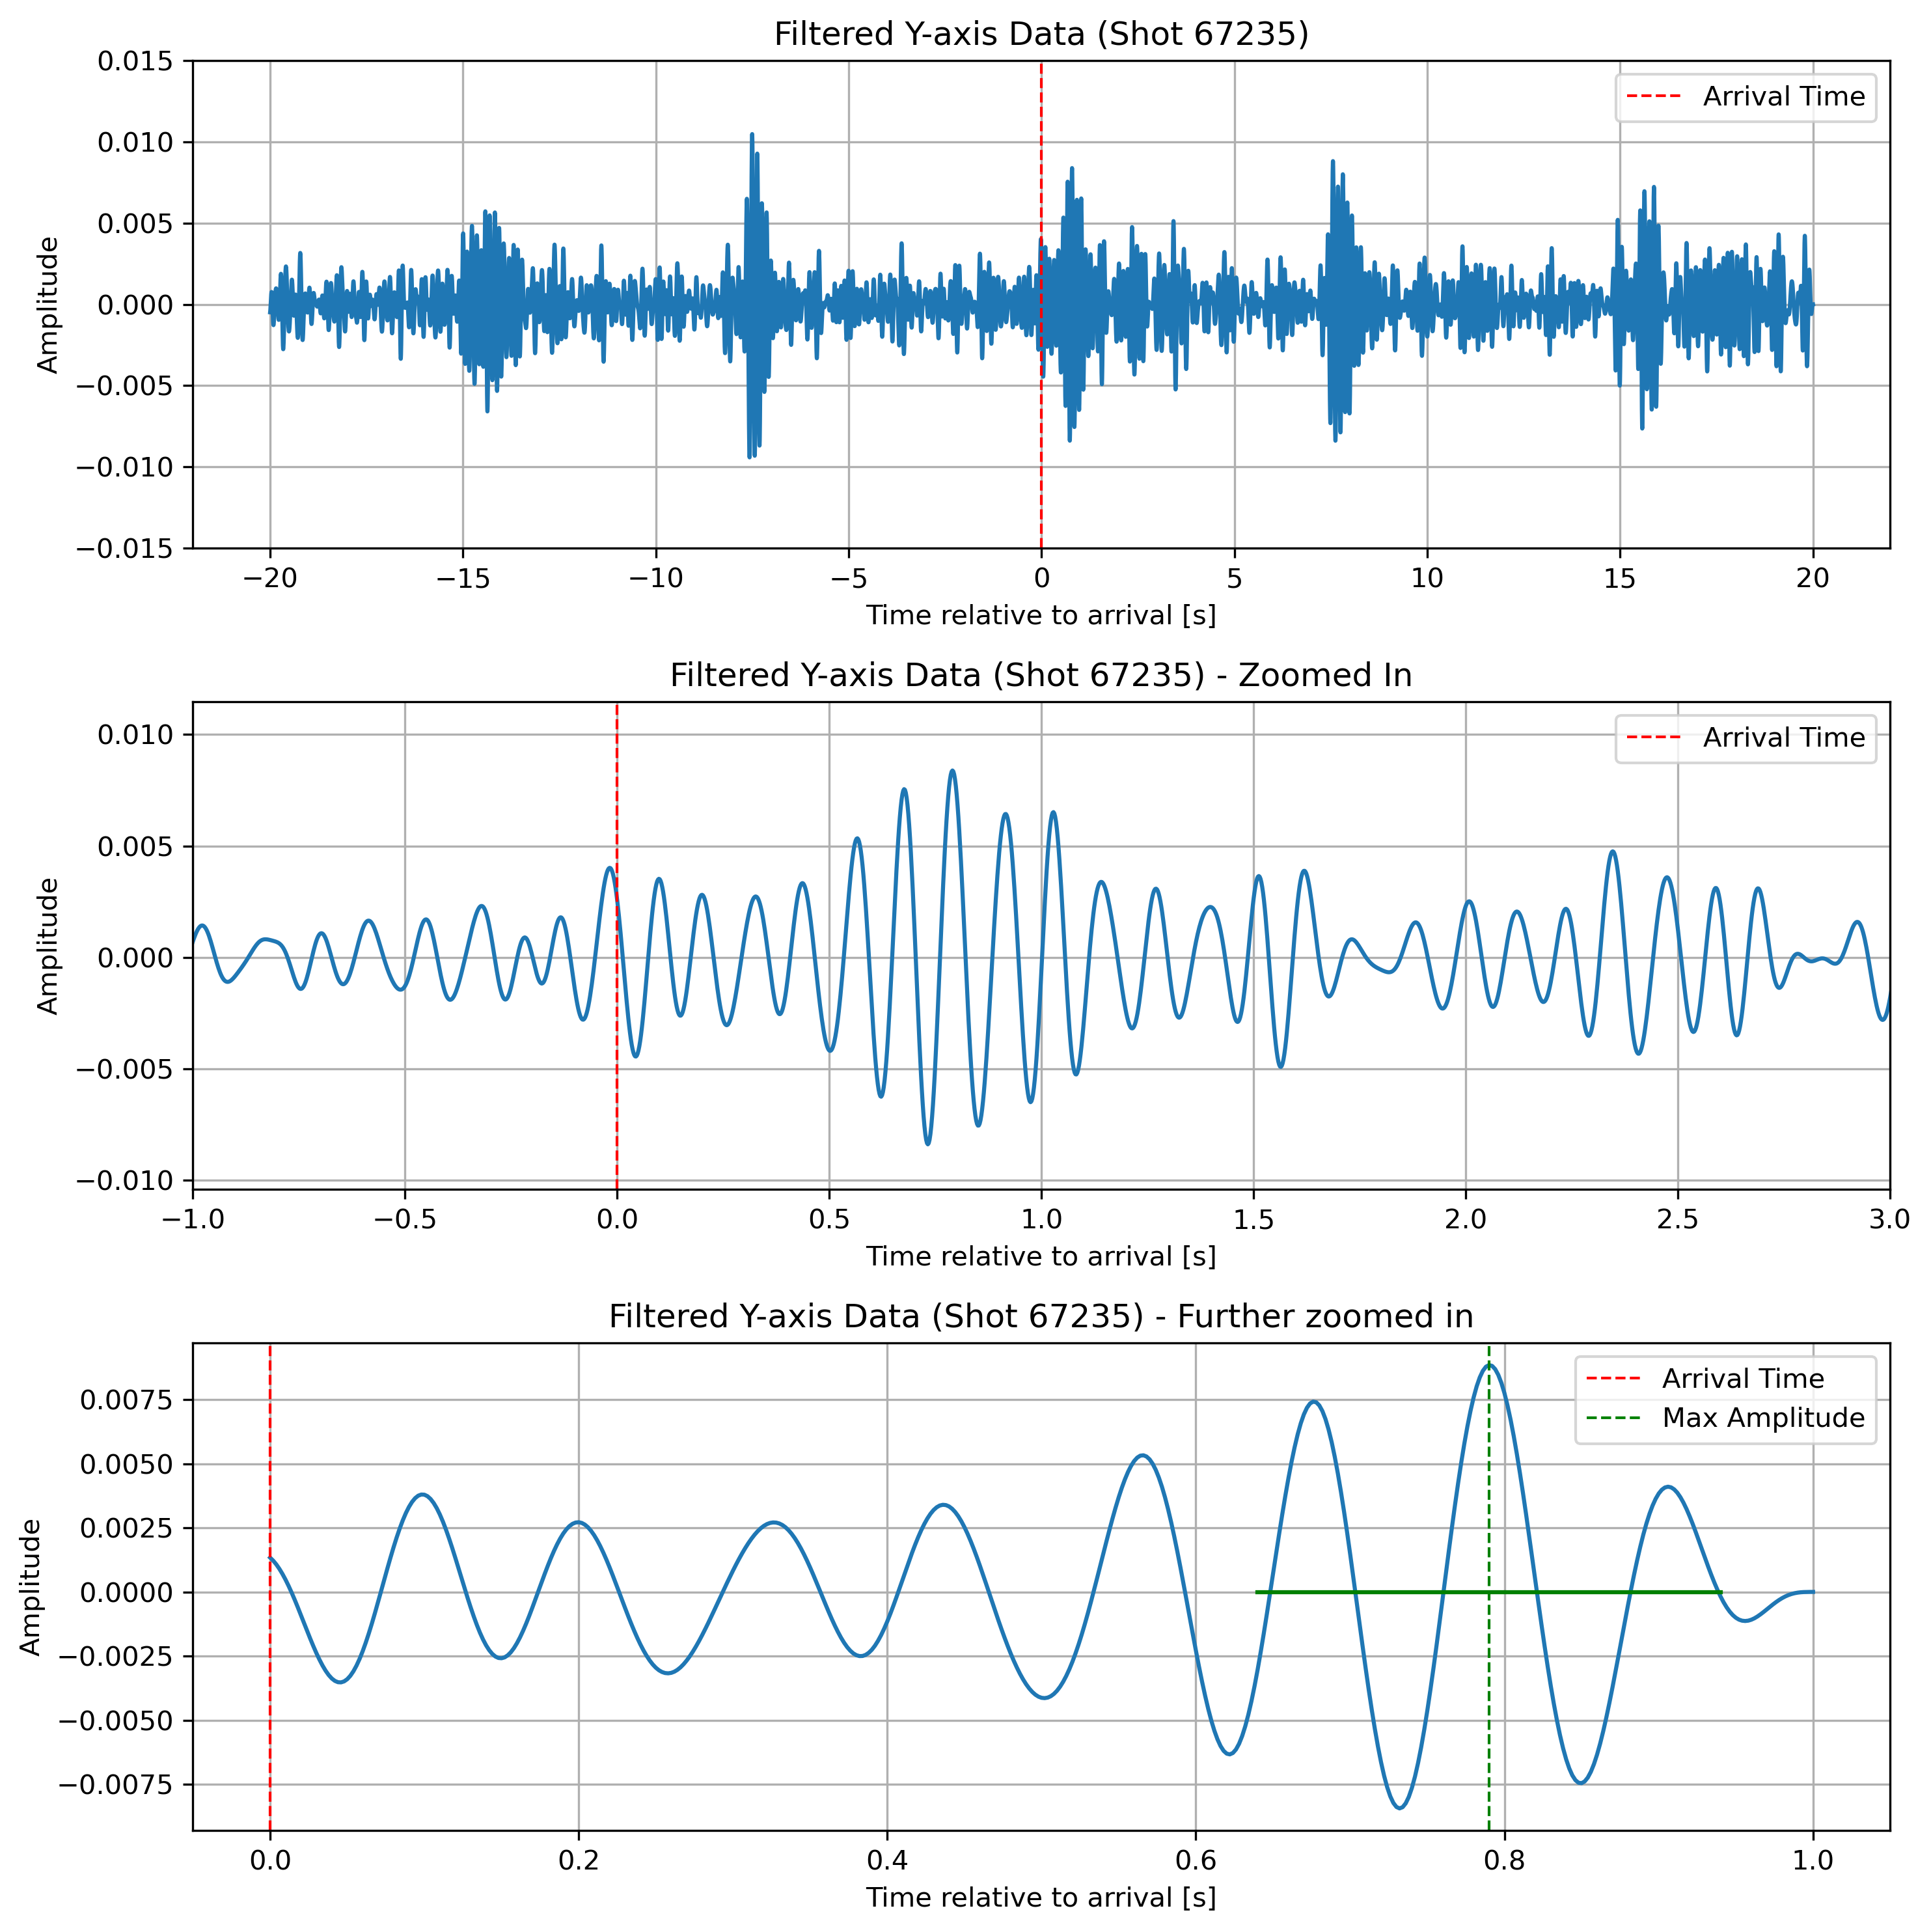 Filtered Y-axis Data (Shot 67235)
0.015
0.010
0.005
0.000
−0.005
−0.010
−0.015
Amplitude
Arrival Time
−20 −15 −10 −5 0 5 10 15 20
Time relative to arrival [s]
Filtered Y-axis Data (Shot 67235) - Zoomed In
0.010
0.005
0.000
−0.005
−0.010
Amplitude
Arrival Time
−1.0 −0.5 0.0 0.5 1.0 1.5 2.0 2.5 3.0
Time relative to arrival [s]
Filtered Y-axis Data (Shot 67235) - Further zoomed in
0.0075
0.0050
0.0025
0.0000
−0.0025
−0.0050
−0.0075
Amplitude
Arrival Time
Max Amplitude
0.0 0.2 0.4 0.6 0.8 1.0
Time relative to arrival [s]